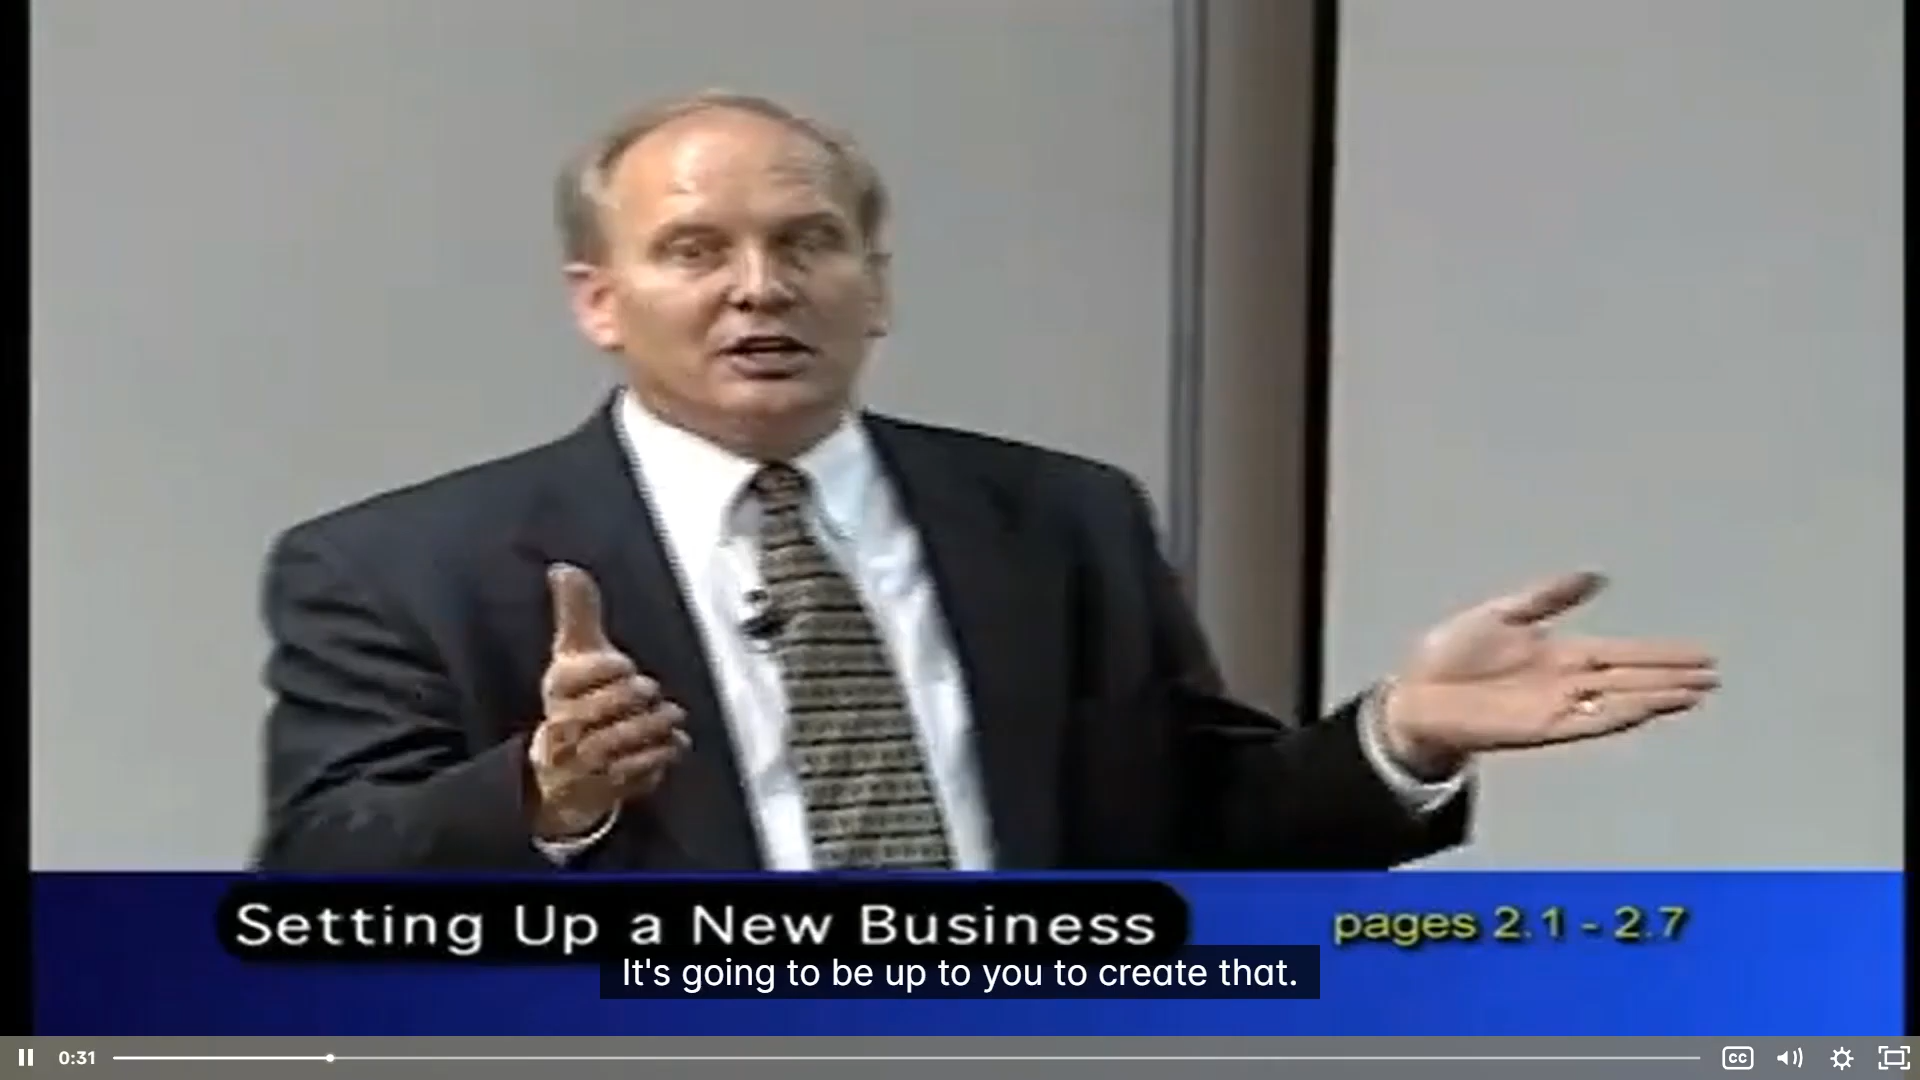 Setting Up a New Business
pages 2.1 - 2.7
It's going to be up to you to create that.
0:31
CC